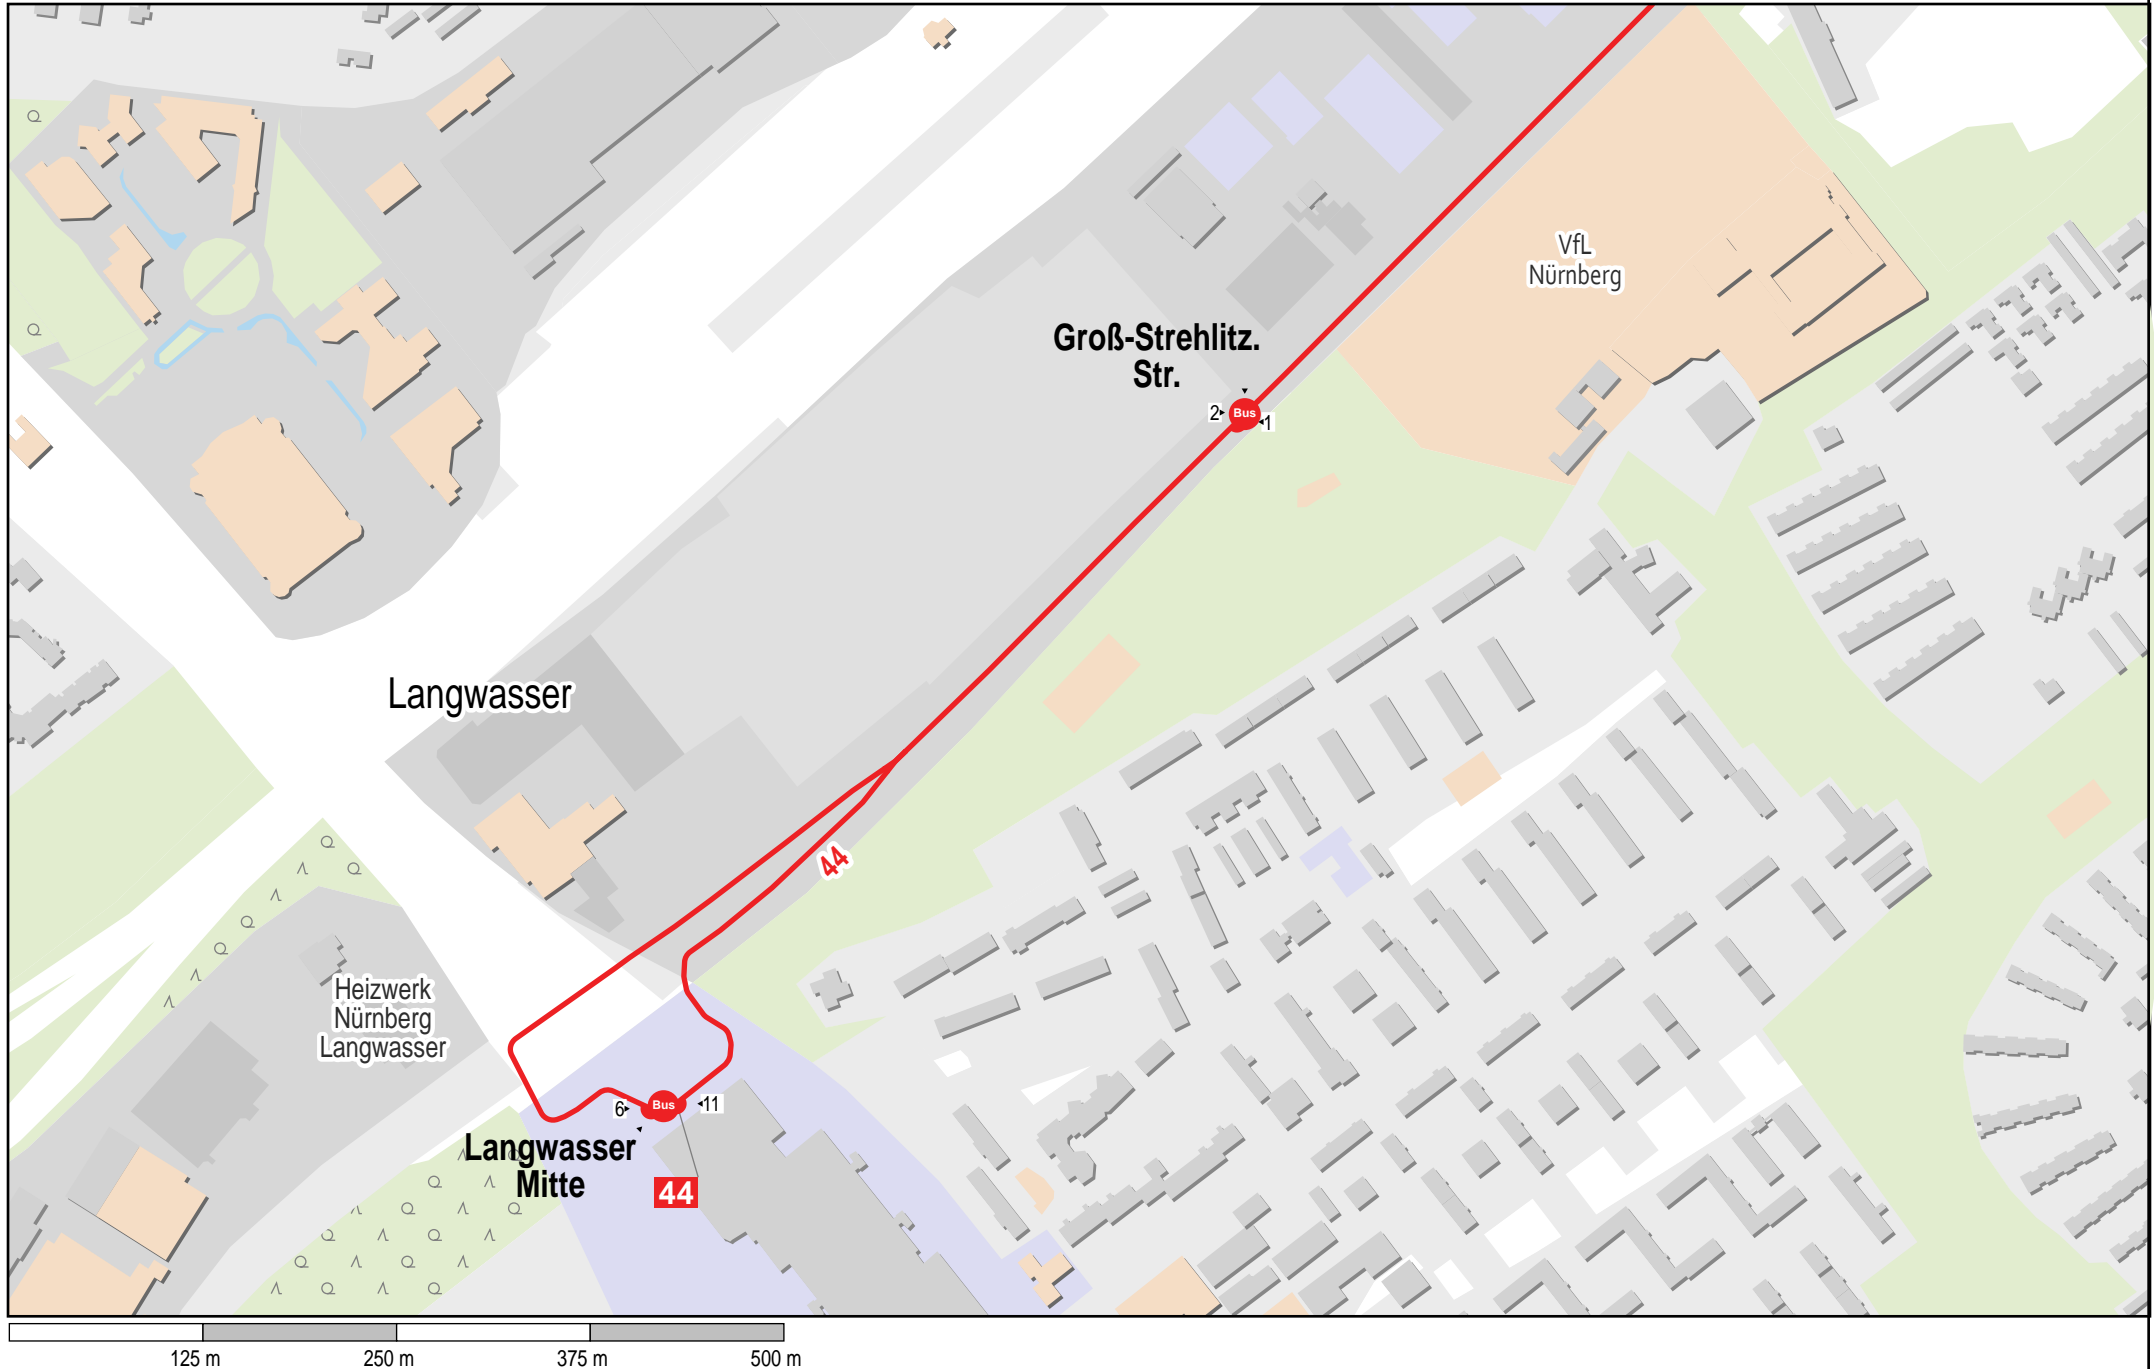 VfL
Nürnberg
Groß-Strehlitz.
Str.
2
Bus
1
Langwasser
44
Heizwerk
Nürnberg
Langwasser
6
Bus
11
Langwasser
Mitte
44
125 m
250 m
375 m
500 m